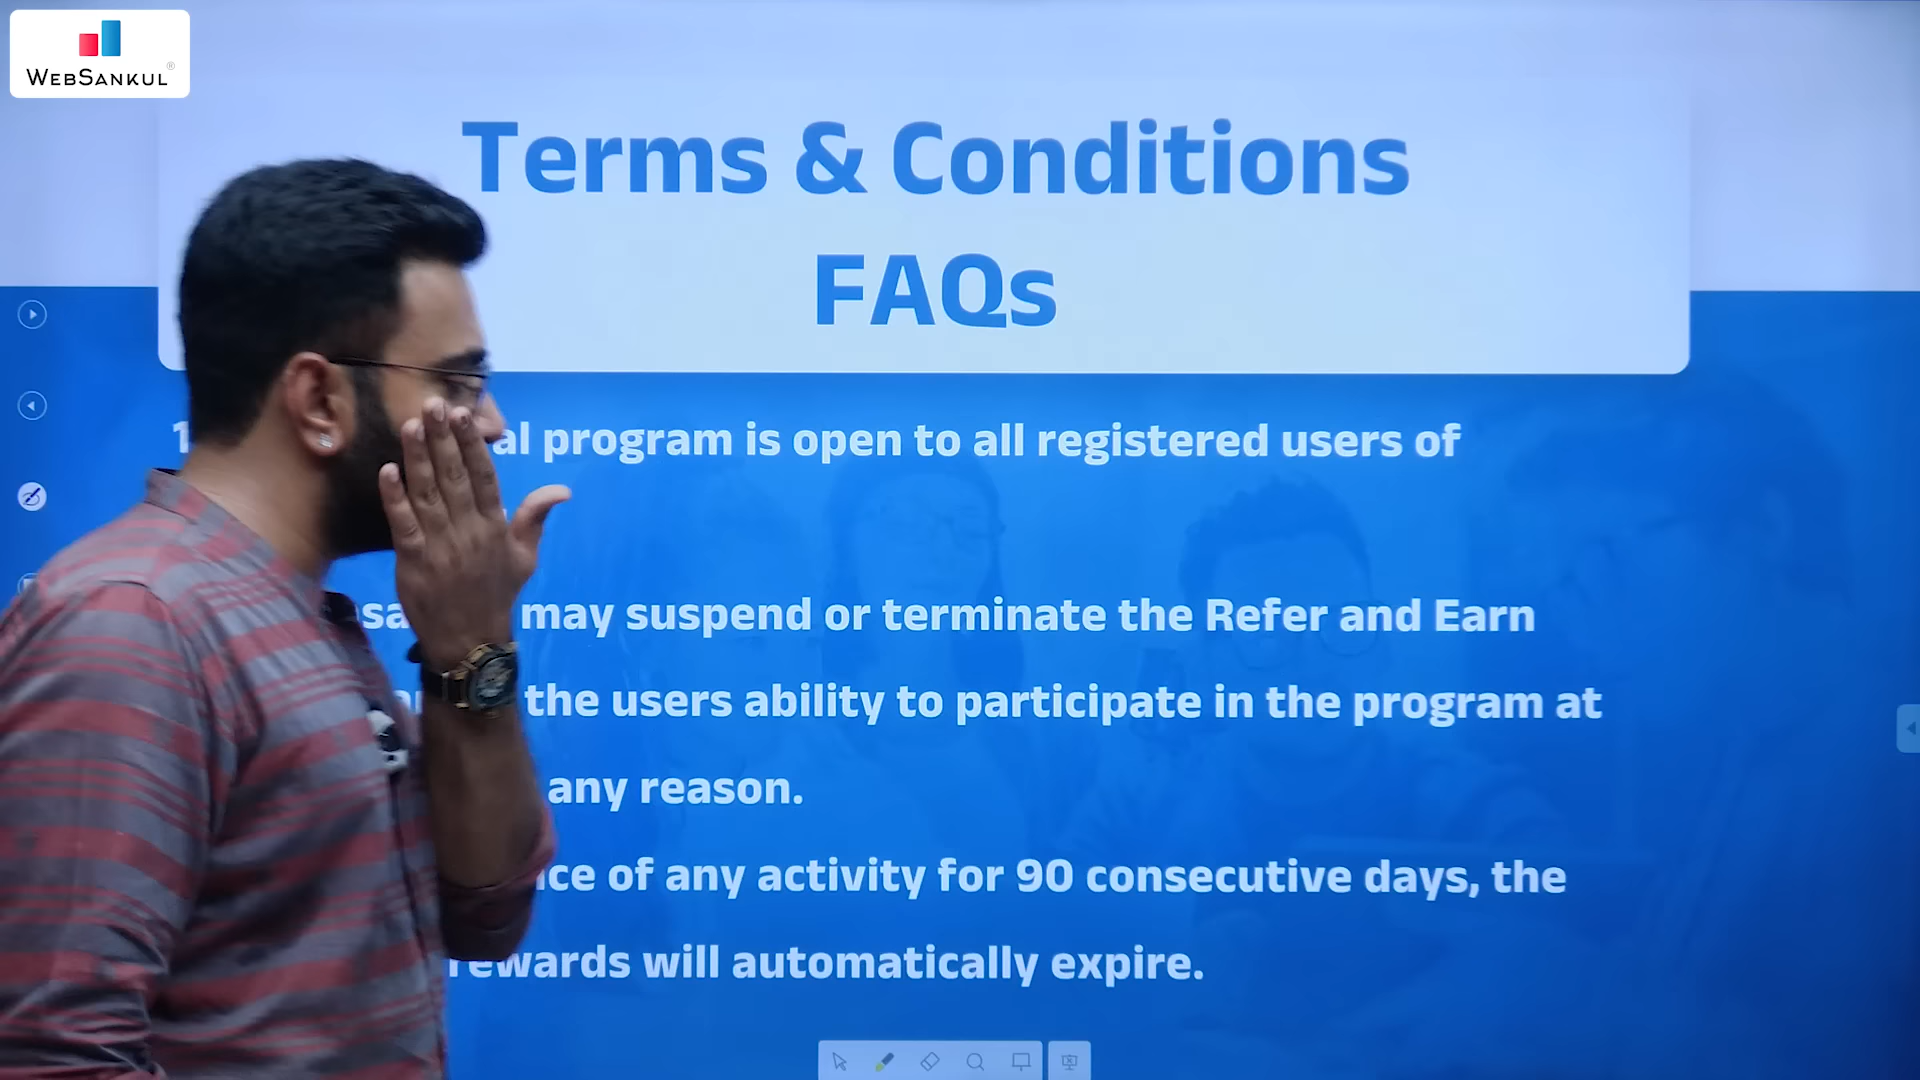 WEBSANKUL®
Terms & Conditions
FAQs
program is open to all registered users of
may suspend or terminate the Refer and Earn
the users ability to participate in the program at
any reason.
of any activity for 90 consecutive days, the
rewards will automatically expire.